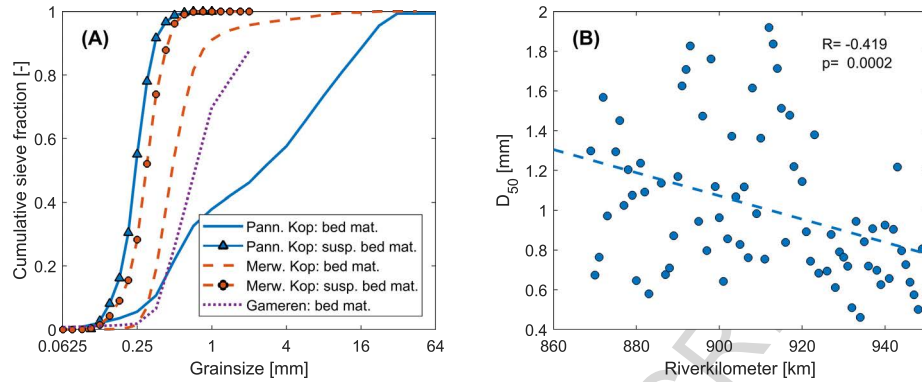 (A)
Cumulative sieve fraction [-]
1
0.8
0.6
0.4
0.2
0
Pann. Kop: bed mat.
Pann. Kop: susp. bed mat.
Merw. Kop: bed mat.
Merw. Kop: susp. bed mat.
Gameren: bed mat.
0.0625 0.25 1 4 16 64
Grainsize [mm]
(B)
R= -0.419
p= 0.0002
D50 [mm]
2
1.8
1.6
1.4
1.2
1
0.8
0.6
0.4
860 880 900 920 940
Riverkilometer [km]